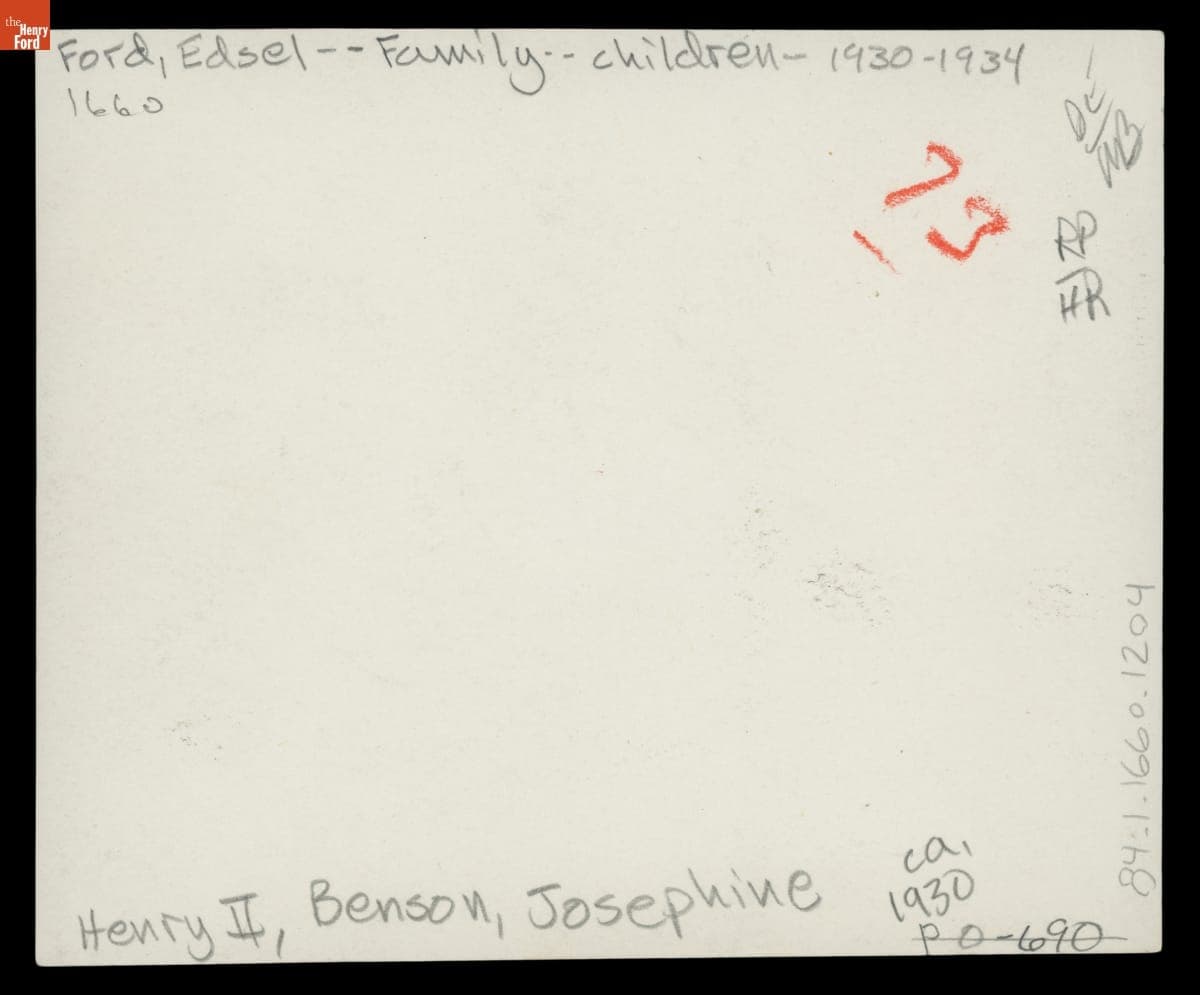 the
Henry
Ford
Ford, Edsel -- Family -- children - 1930-1934
1660
84.1.1660.1204
Henry II, Benson, Josephine
ca.
1930
P O-690